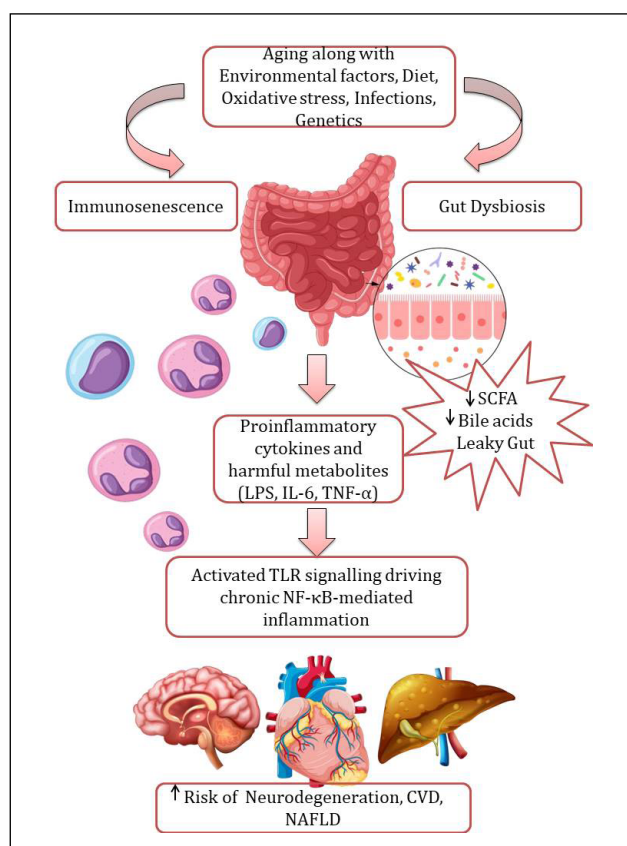 Aging along with
Environmental factors, Diet,
Oxidative stress, Infections,
Genetics
Immunosenescence
Gut Dysbiosis
↓ SCFA
↓ Bile acids
Leaky Gut
Proinflammatory
cytokines and
harmful metabolites
(LPS, IL-6, TNF-α)
Activated TLR signalling driving
chronic NF-κB-mediated
inflammation
↑ Risk of Neurodegeneration, CVD,
NAFLD